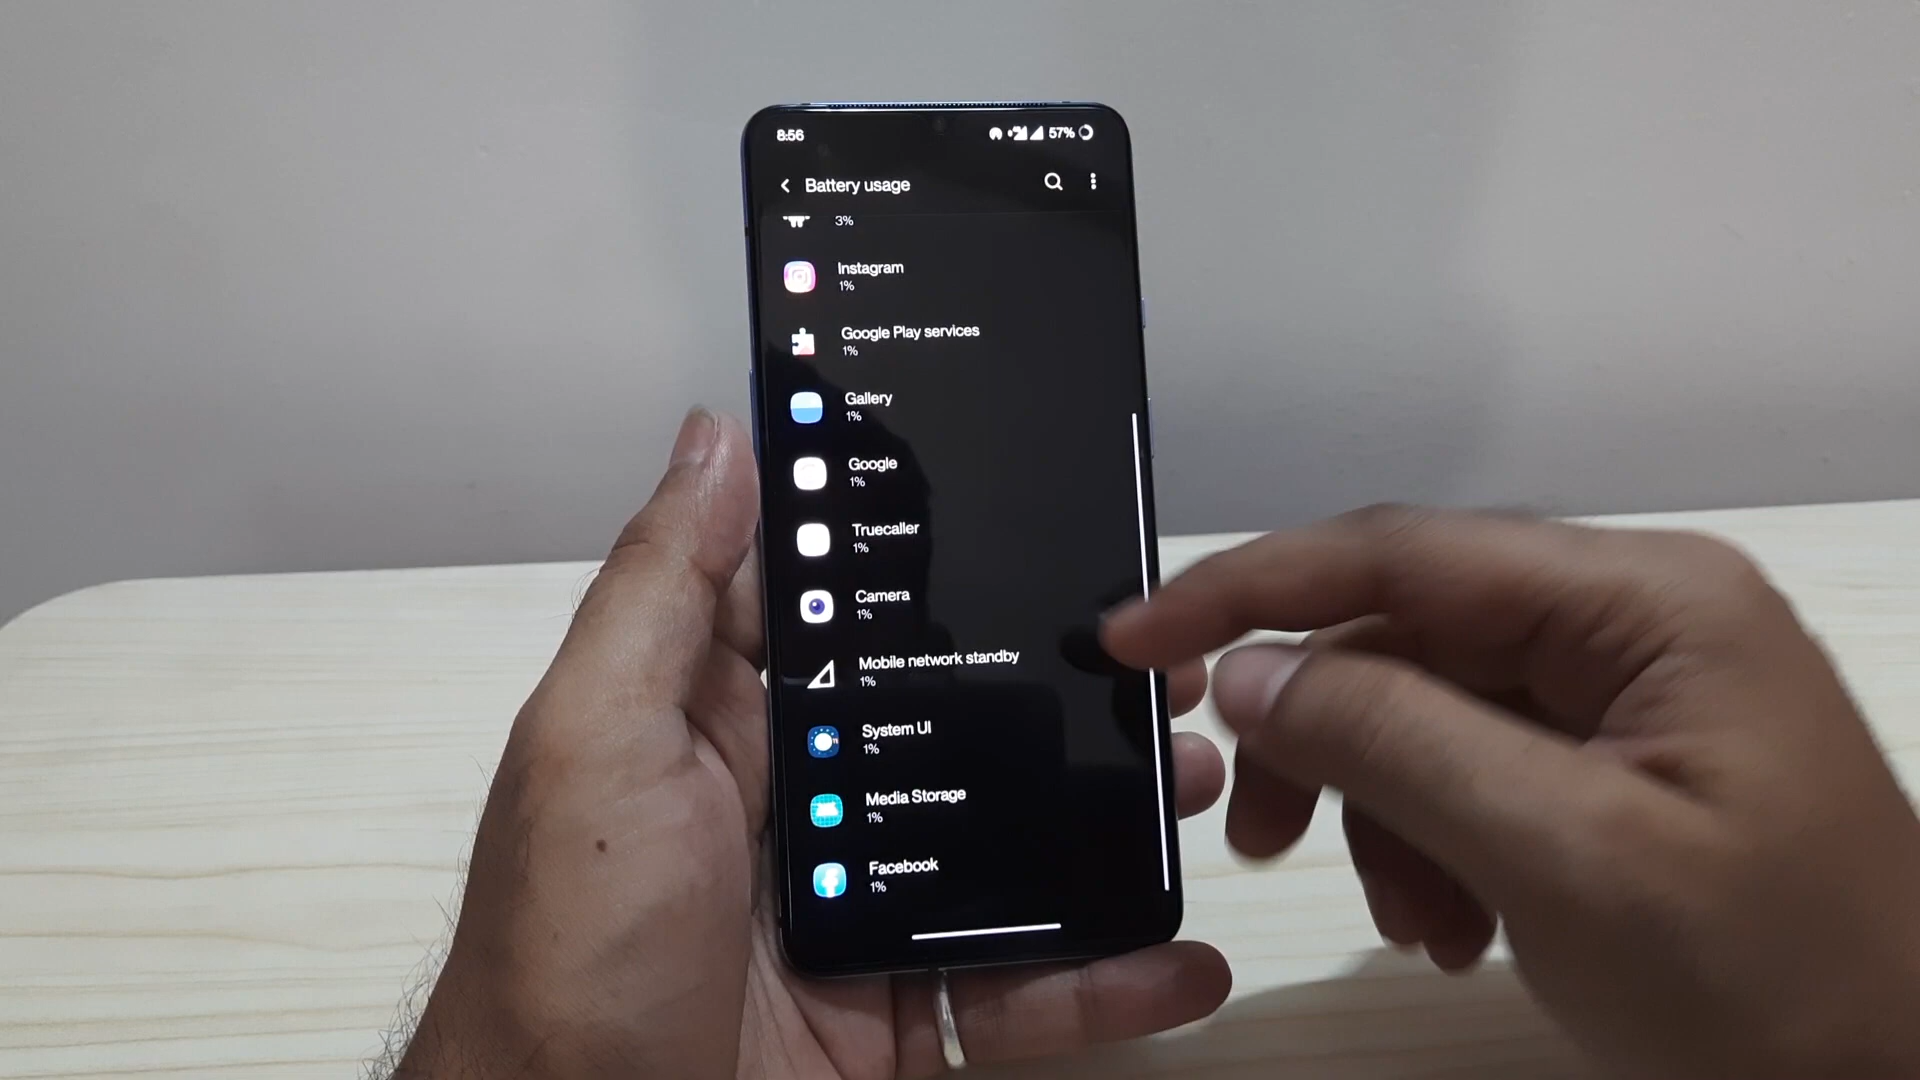 8:56
57%
Battery usage
3%
Instagram
1%
Google Play services
1%
Gallery
1%
Google
1%
Truecaller
1%
Camera
1%
Mobile network standby
1%
System UI
1%
Media Storage
1%
Facebook
1%